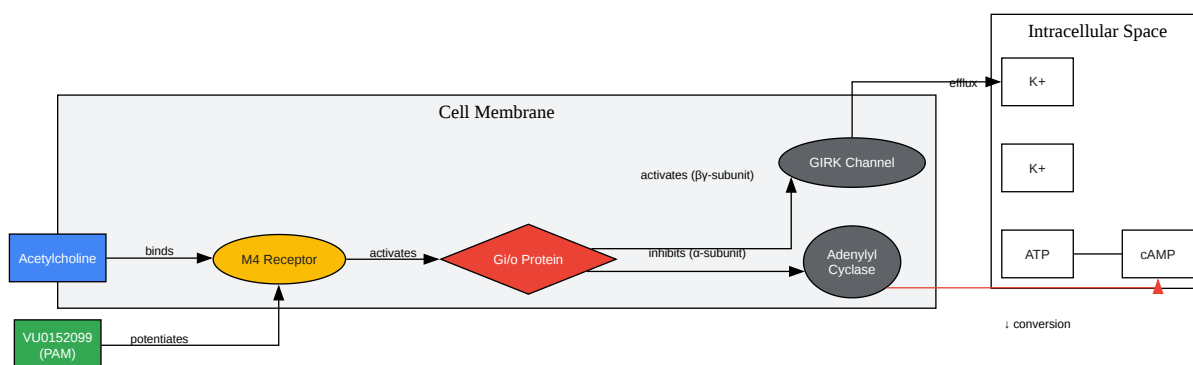 Intracellular Space
K+
efflux
Cell Membrane
GIRK Channel
K+
activates (βγ-subunit)
Acetylcholine
binds
M4 Receptor
activates
Gi/o Protein
inhibits (α-subunit)
Adenylyl
Cyclase
ATP
cAMP
VU0152099
(PAM)
potentiates
↓ conversion